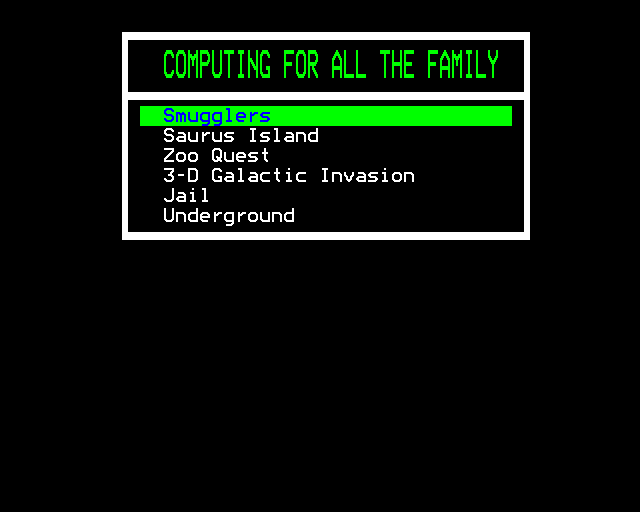 COMPUTING FOR ALL THE FAMILY
Smugglers
Saurus Island
Zoo Quest
3-D Galactic Invasion
Jail
Underground